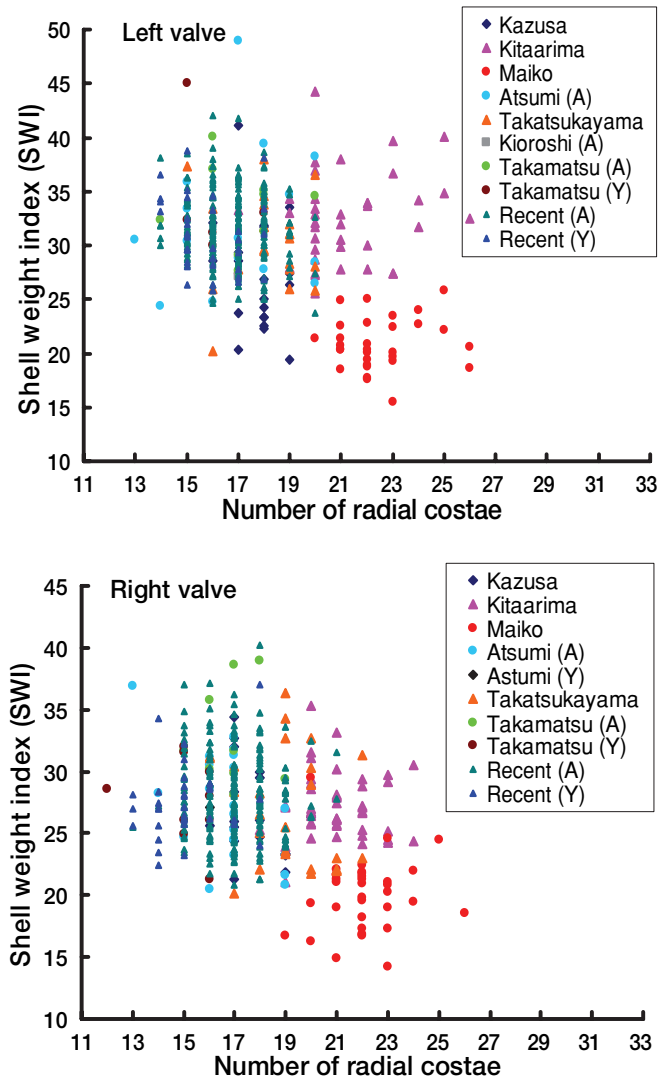 Left valve
Shell weight index (SWI)
50
45
40
35
30
25
20
15
10
11 13 15 17 19 21 23 25 27 29 31 33
Number of radial costae
Kazusa
Kitaarima
Maiko
Atsumi (A)
Takatsukayama
Kioroshi (A)
Takamatsu (A)
Takamatsu (Y)
Recent (A)
Recent (Y)
Right valve
Shell weight index (SWI)
45
40
35
30
25
20
15
10
11 13 15 17 19 21 23 25 27 29 31 33
Number of radial costae
Kazusa
Kitaarima
Maiko
Atsumi (A)
Astumi (Y)
Takatsukayama
Takamatsu (A)
Takamatsu (Y)
Recent (A)
Recent (Y)